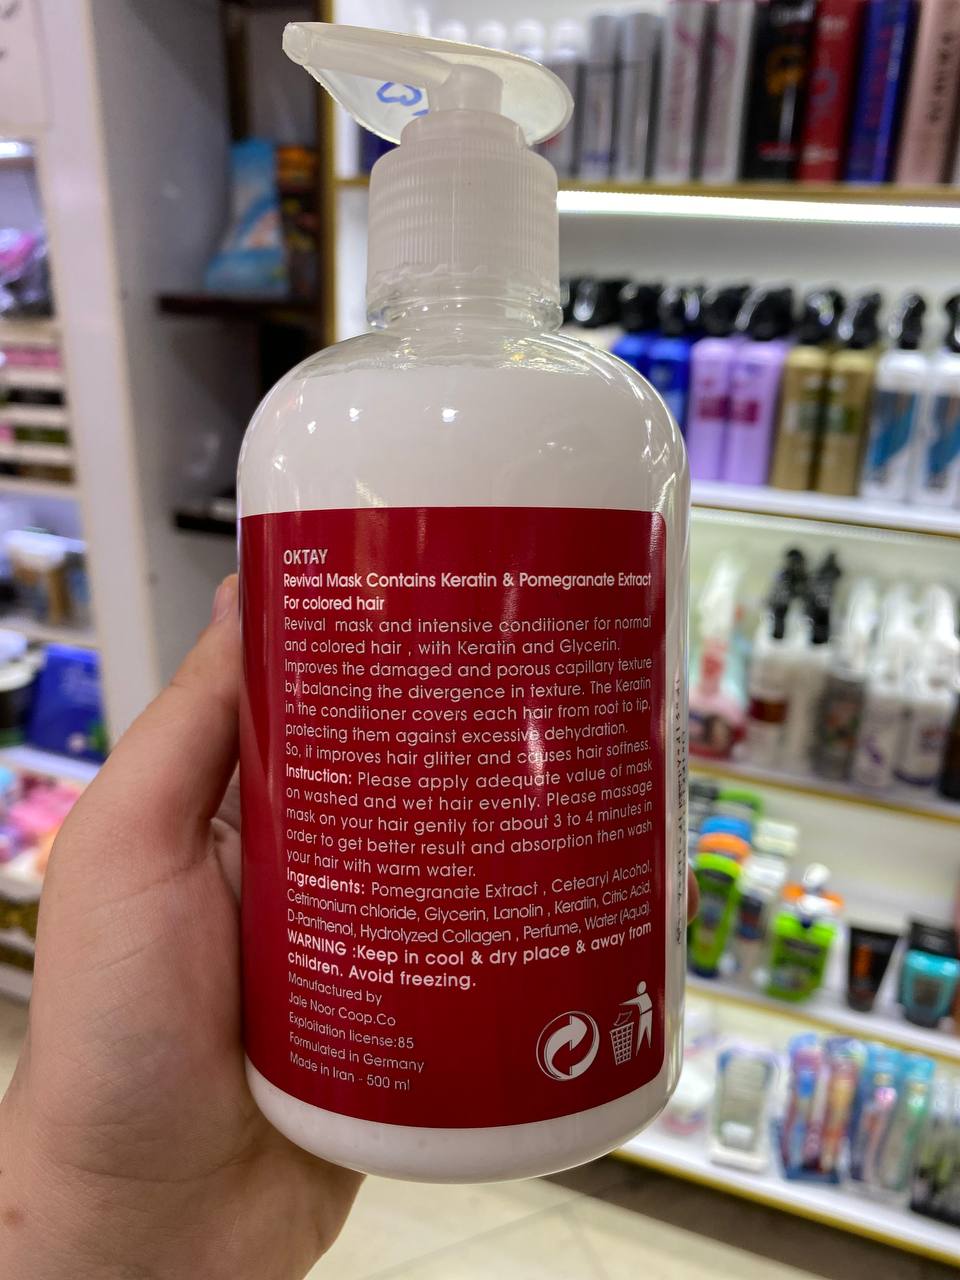 OKTAY
Revival Mask Contains Keratin & Pomegranate Extract
For colored hair
Revival mask and intensive conditioner for normal
and colored hair , with Keratin and Glycerin.
Improves the damaged and porous capillary texture
by balancing the divergence in texture. The Keratin
in the conditioner covers each hair from root to tip,
protecting them against excessive dehydration.
So, it improves hair glitter and causes hair softness.
Instruction: Please apply adequate value of mask
on washed and wet hair evenly. Please massage
mask on your hair gently for about 3 to 4 minutes in
order to get better result and absorption then wash
your hair with warm water.
Ingredients: Pomegranate Extract , Cetearyl Alcohol,
Cetrimonium chloride, Glycerin, Lanolin , Keratin, Citric Acid,
D-Panthenol, Hydrolyzed Collagen , Perfume, Water (Aqua).
WARNING :Keep in cool & dry place & away from
children. Avoid freezing.
Manufactured by
Jale Noor Coop.Co
Exploitation license:85
Formulated in Germany
Made in Iran - 500 ml